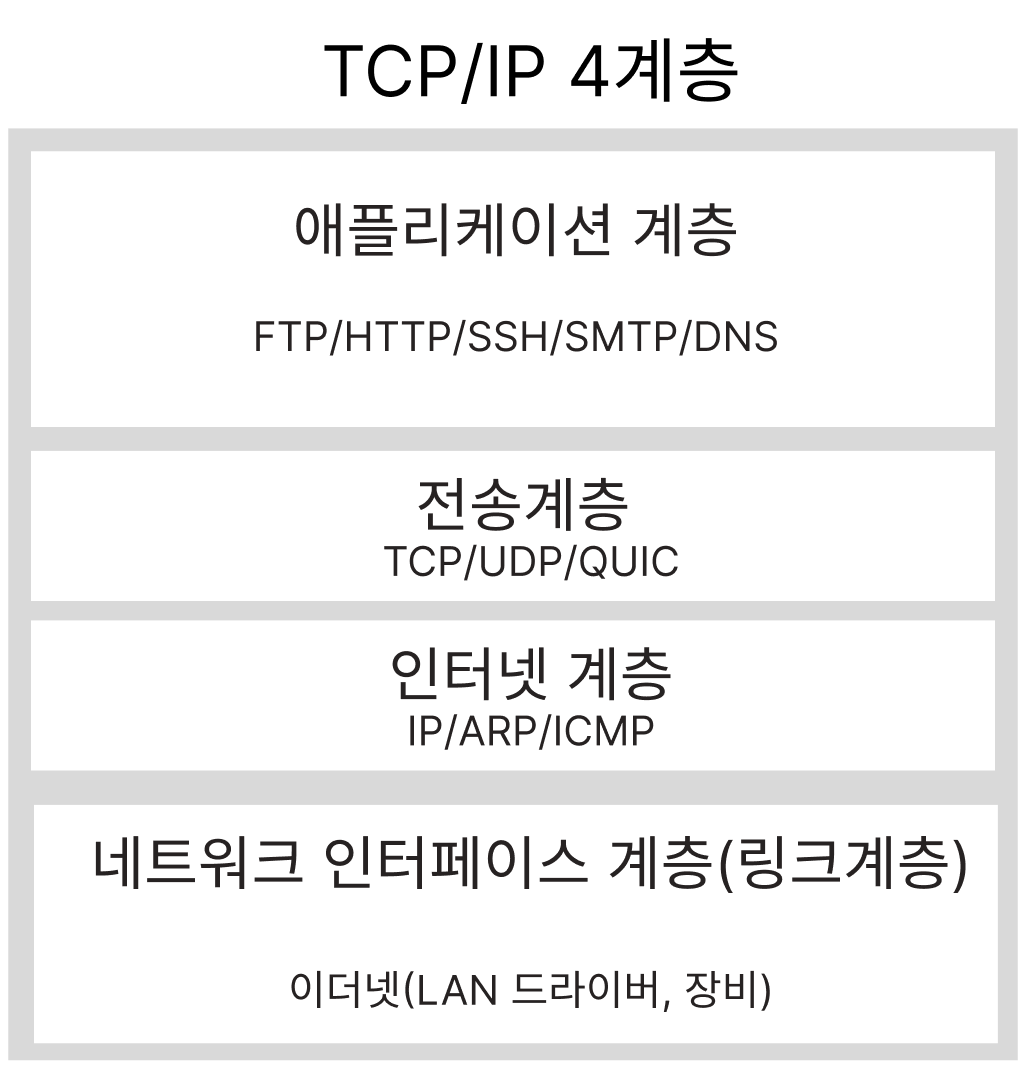 TCP/IP 4계층
애플리케이션 계층
FTP/HTTP/SSH/SMTP/DNS
전송계층
TCP/UDP/QUIC
인터넷 계층
IP/ARP/ICMP
네트워크 인터페이스 계층(링크계층)
이더넷(LAN 드라이버, 장비)